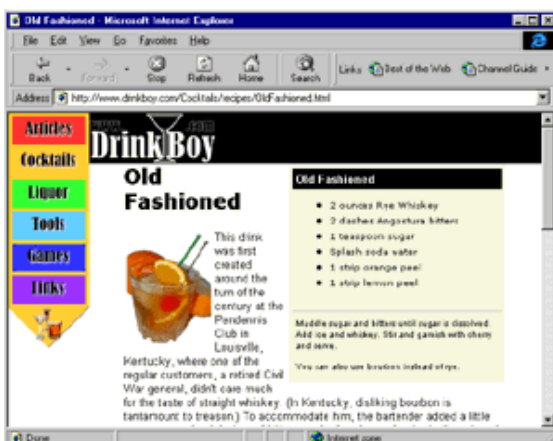 Old Fashioned - Microsoft Internet Explorer
File Edit View Go Favorites Help
Back Forward Stop Refresh Home Search Links Best of the Web Channel Guide
Address http://www.drinkboy.com/Cocktails/recipes/OldFashioned.html
Articles
Cocktails
Liquor
Tools
Games
Links
www. .com
DrinkBoy
Old
Fashioned
This drink
was first
created
around the
turn of the
century at the
Pendennis
Club in
Lousville,
Kentucky, where one of the
regular customers, a retired Civil
War general, didn't care much
for the taste of straight whiskey. (In Kentucky, disliking bourbon is
tantamount to treason.) To accommodate him, the bartender added a little
Old Fashioned
2 ounces Rye Whiskey
2 dashes Angostura bitters
1 teaspoon sugar
Splash soda water
1 strip orange peel
1 strip lemon peel
Muddle sugar and bitters until sugar is dissolved.
Add ice and whiskey. Stir and garnish with cherry
and serve.
You can also use bourbon instead of rye.
Done Internet zone